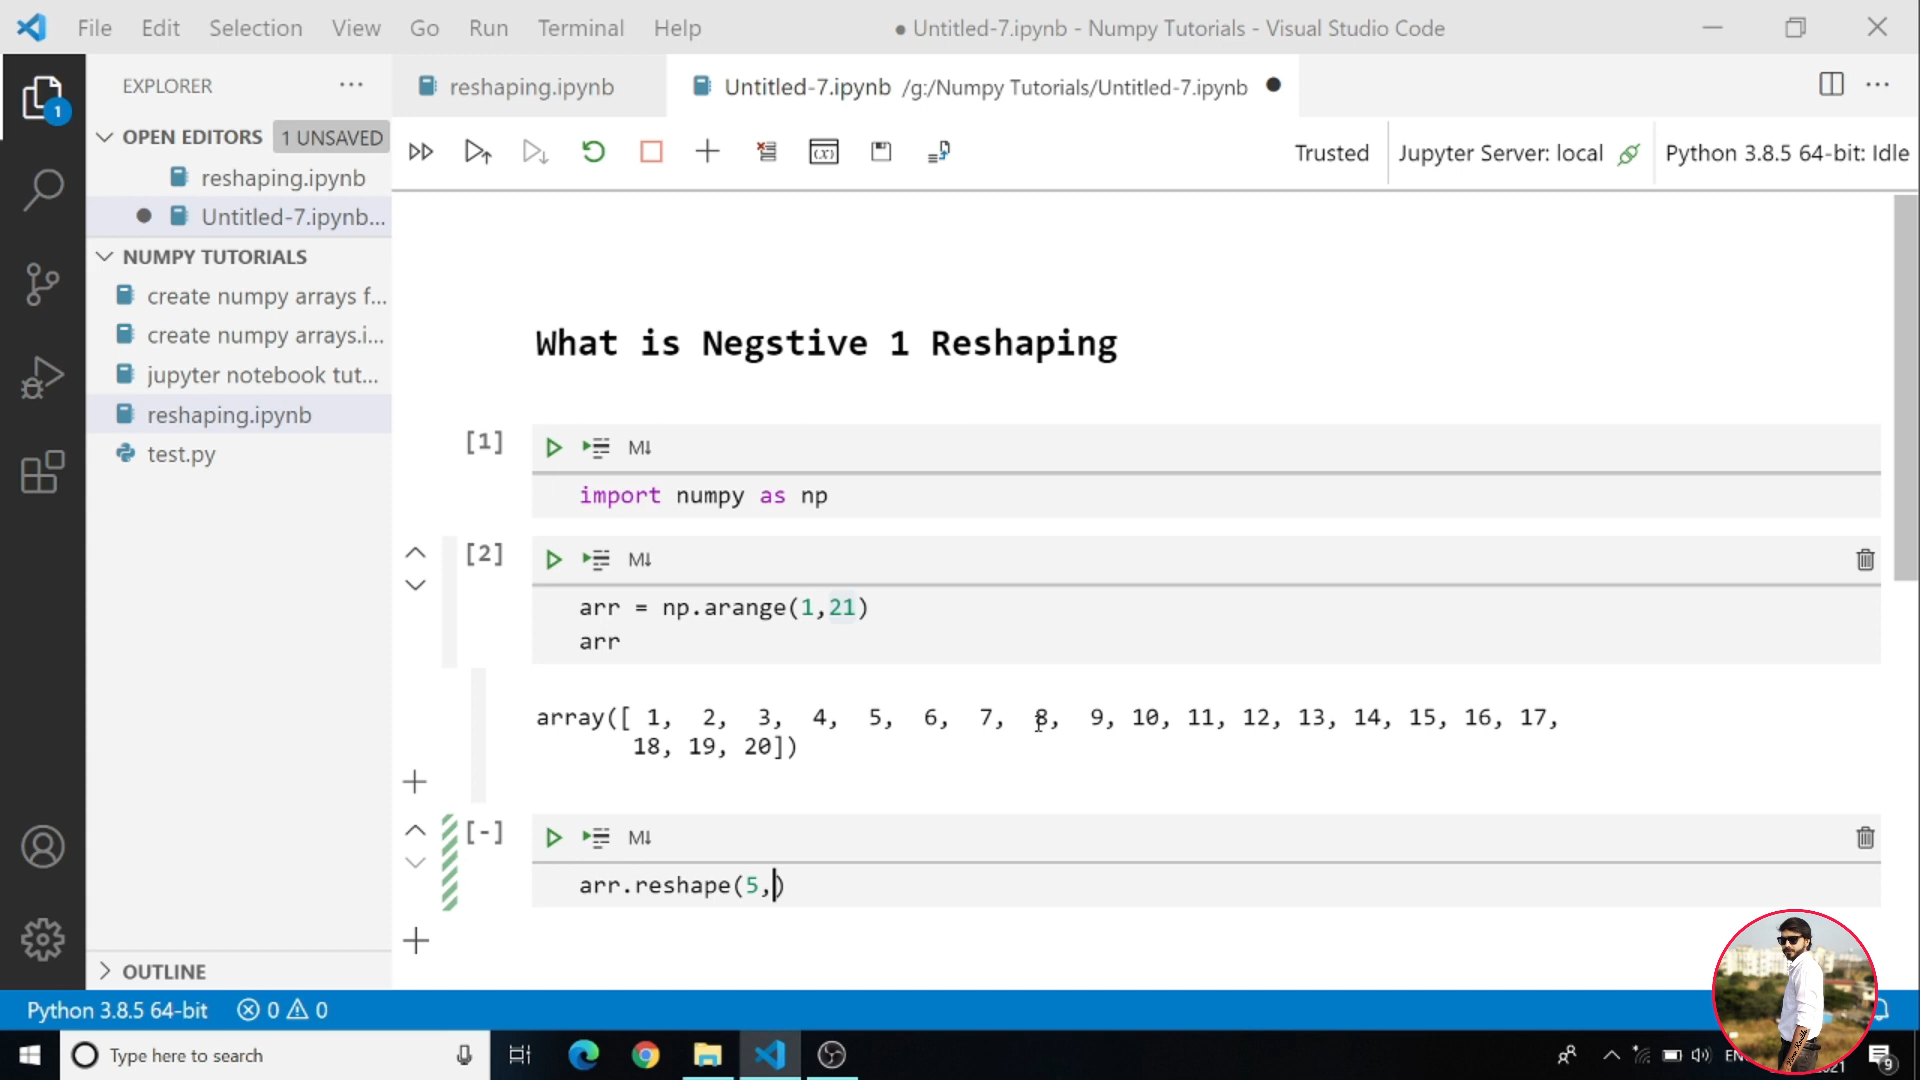 File Edit Selection View Go Run Terminal Help
● Untitled-7.ipynb - Numpy Tutorials - Visual Studio Code
EXPLORER
reshaping.ipynb
Untitled-7.ipynb /g:/Numpy Tutorials/Untitled-7.ipynb
1
OPEN EDITORS 1 UNSAVED
reshaping.ipynb
Untitled-7.ipynb...
Trusted
Jupyter Server: local
Python 3.8.5 64-bit: Idle
NUMPY TUTORIALS
create numpy arrays f...
create numpy arrays.i...
jupyter notebook tut...
reshaping.ipynb
test.py
What is Negstive 1 Reshaping
[1]
M↓
import numpy as np
[2]
M↓
arr = np.arange(1,21)
arr
array([ 1, 2, 3, 4, 5, 6, 7, 8, 9, 10, 11, 12, 13, 14, 15, 16, 17,
18, 19, 20])
[-]
M↓
arr.reshape(5,)
OUTLINE
Python 3.8.5 64-bit 0 0
Type here to search
9